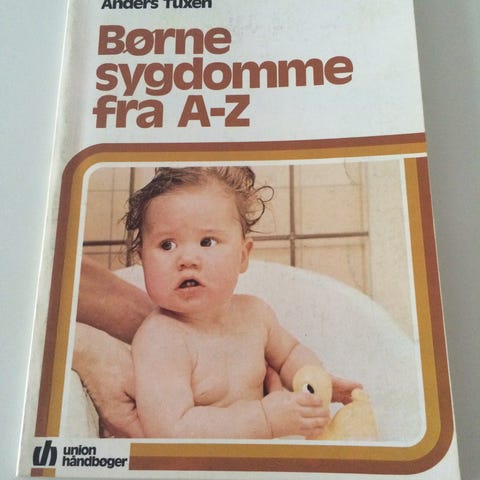 Anders Tuxen
Børne
sygdomme
fra A-Z
union
håndbøger